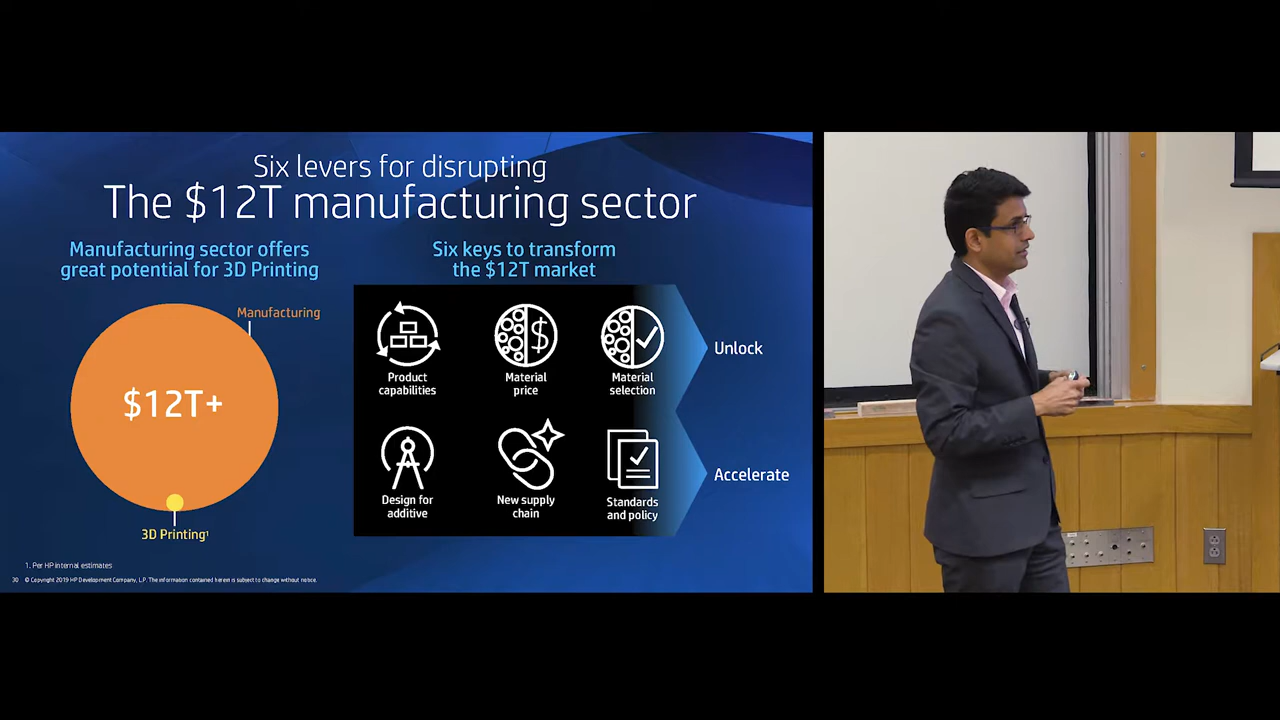 Six levers for disrupting
The $12T manufacturing sector
Manufacturing sector offers
great potential for 3D Printing
Manufacturing
$12T+
3D Printing¹
Six keys to transform
the $12T market
Product
capabilities
Material
price
Material
selection
Unlock
Design for
additive
New supply
chain
Standards
and policy
Accelerate
1. Per HP internal estimates
30 © Copyright 2019 HP Development Company, L.P. The information contained herein is subject to change without notice.